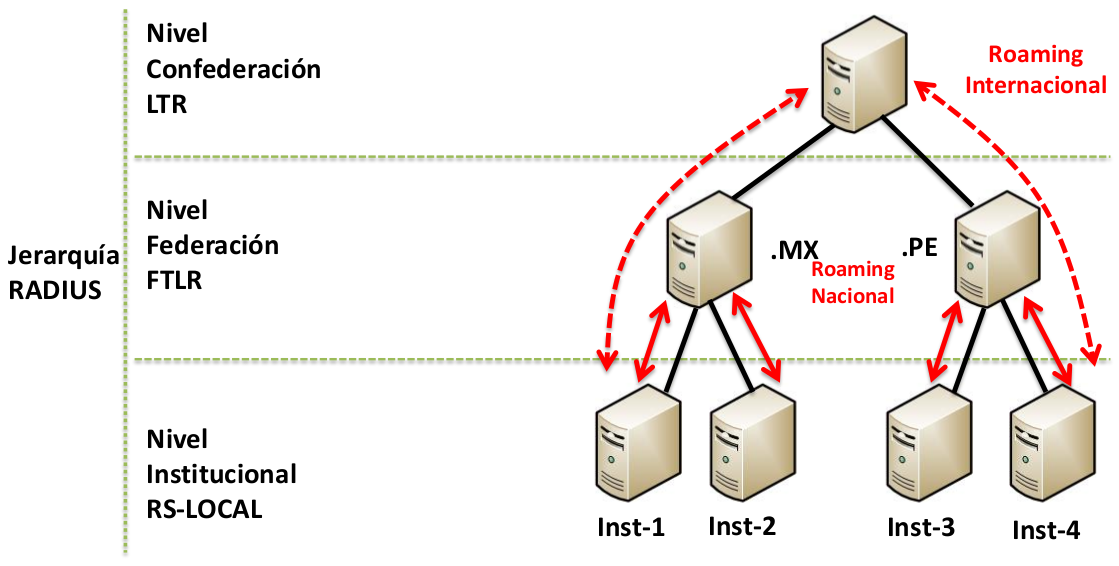 Nivel
Confederación
LTR
Roaming
Internacional
Jerarquía
RADIUS
Nivel
Federación
FTLR
.MX
.PE
Roaming
Nacional
Nivel
Institucional
RS-LOCAL
Inst-1
Inst-2
Inst-3
Inst-4